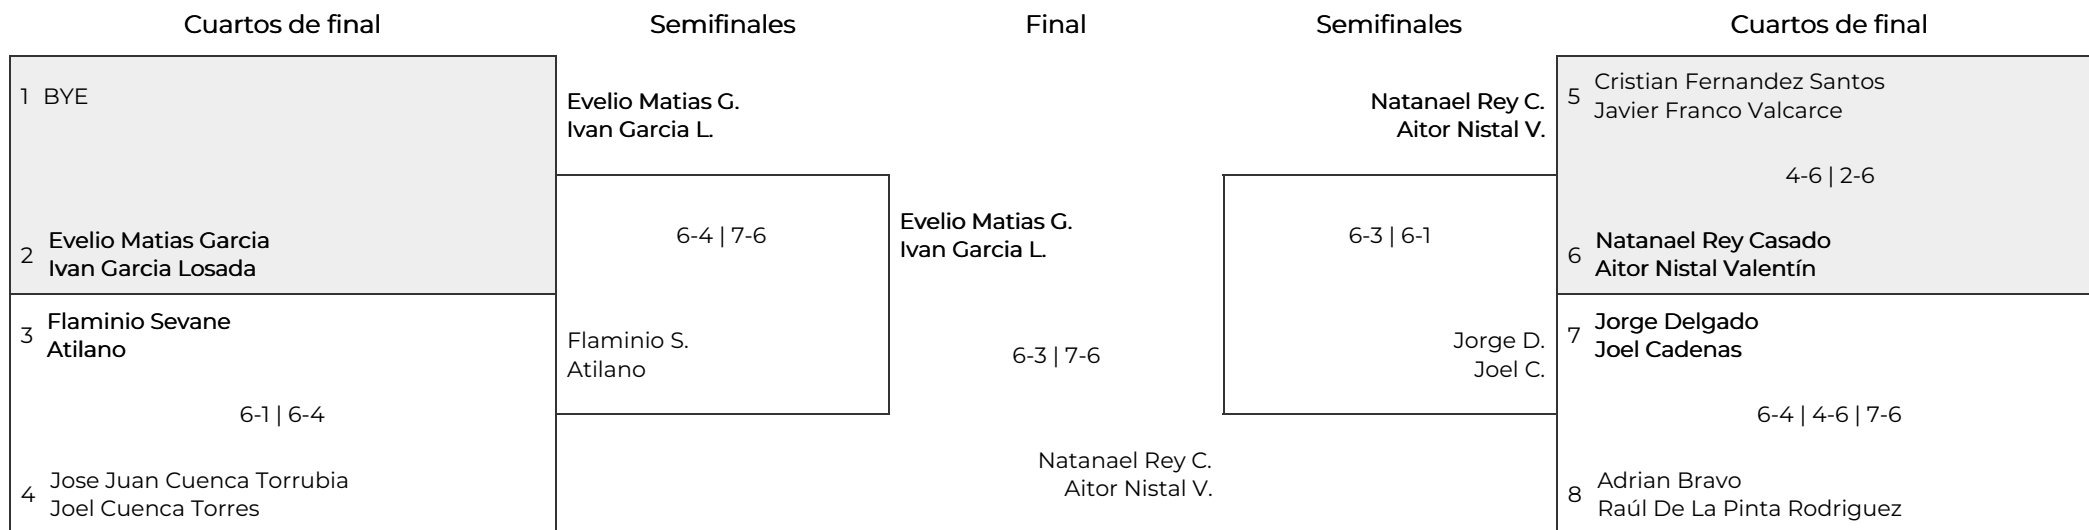 Cuartos de final
Semifinales
Final
Semifinales
Cuartos de final
1 BYE
2 Evelio Matias Garcia
Ivan Garcia Losada
3 Flaminio Sevane
Atilano
6-1 | 6-4
4 Jose Juan Cuenca Torrubia
Joel Cuenca Torres
Evelio Matias G.
Ivan Garcia L.
6-4 | 7-6
Flaminio S.
Atilano
Evelio Matias G.
Ivan Garcia L.
6-3 | 7-6
Natanael Rey C.
Aitor Nistal V.
Natanael Rey C.
Aitor Nistal V.
6-3 | 6-1
Jorge D.
Joel C.
5 Cristian Fernandez Santos
Javier Franco Valcarce
4-6 | 2-6
6 Natanael Rey Casado
Aitor Nistal Valentín
7 Jorge Delgado
Joel Cadenas
6-4 | 4-6 | 7-6
8 Adrian Bravo
Raúl De La Pinta Rodriguez